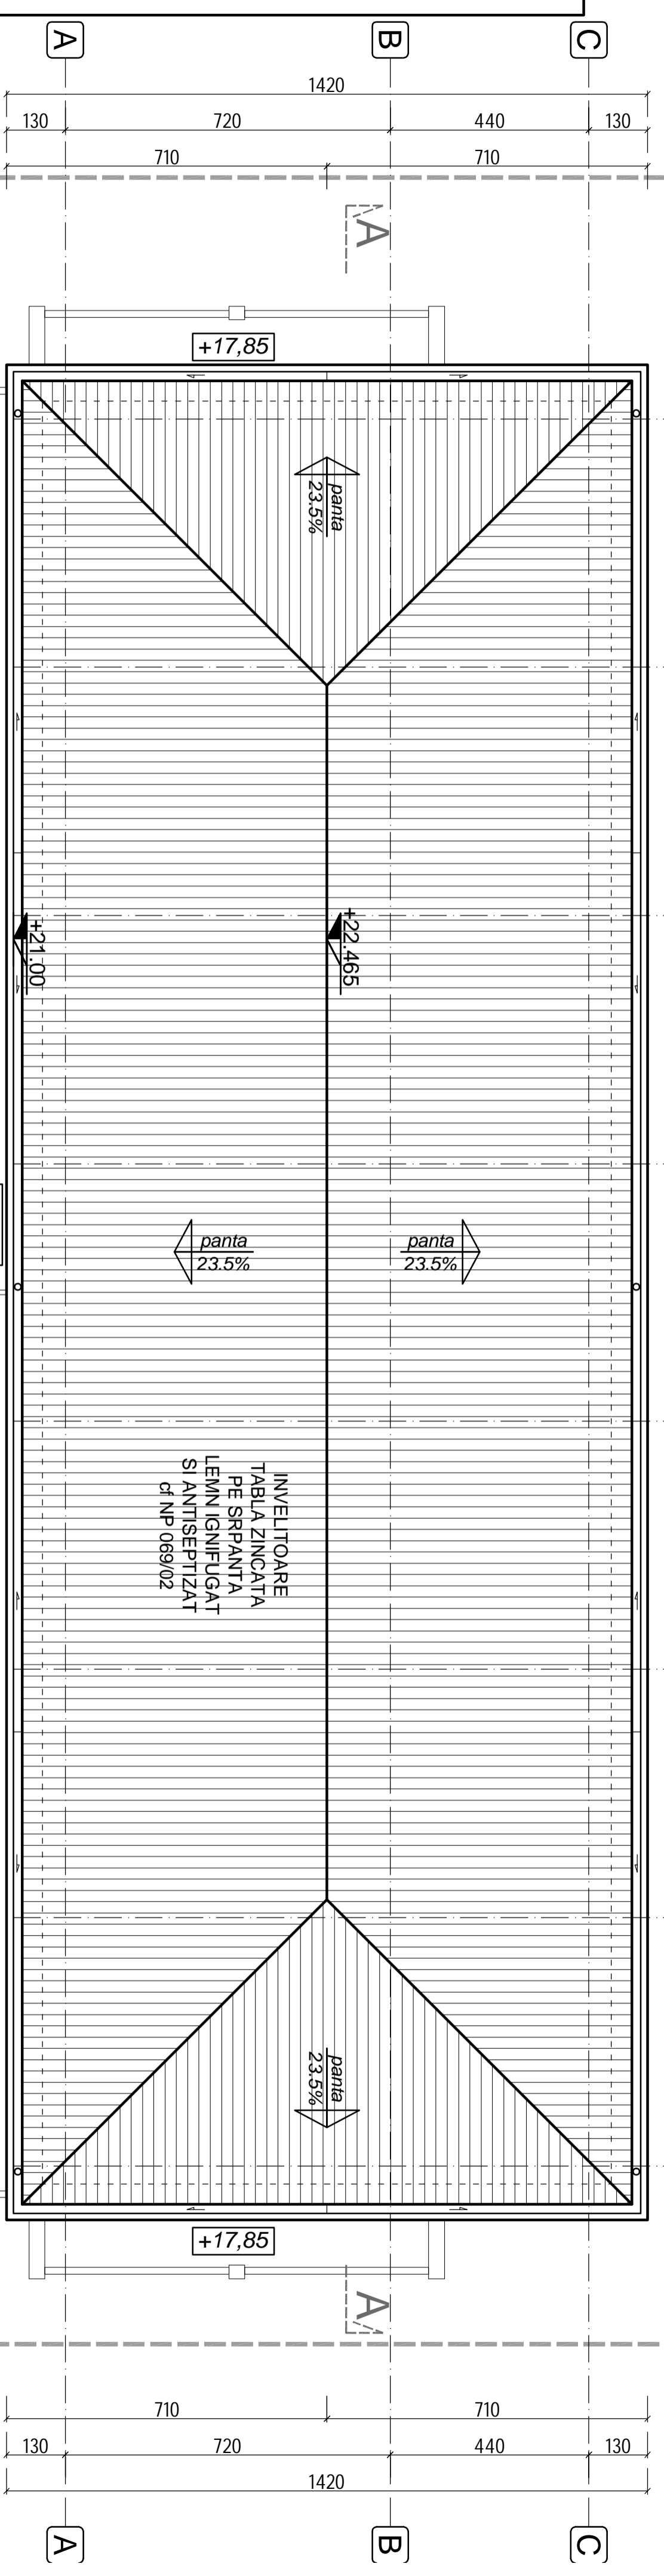 A B C
1420
130 720 440 130
710 710
A
+17,85
panta
23.5%
+22.465
+21.00
panta
23.5%
panta
23.5%
INVELITOARE
TABLA ZINCATA
PE SRPANTA
LEMN IGNIFUGAT
SI ANTISEPTIZAT
cf NP 069/02
panta
23.5%
+17,85
A
710 710
130 720 440 130
1420
A B C